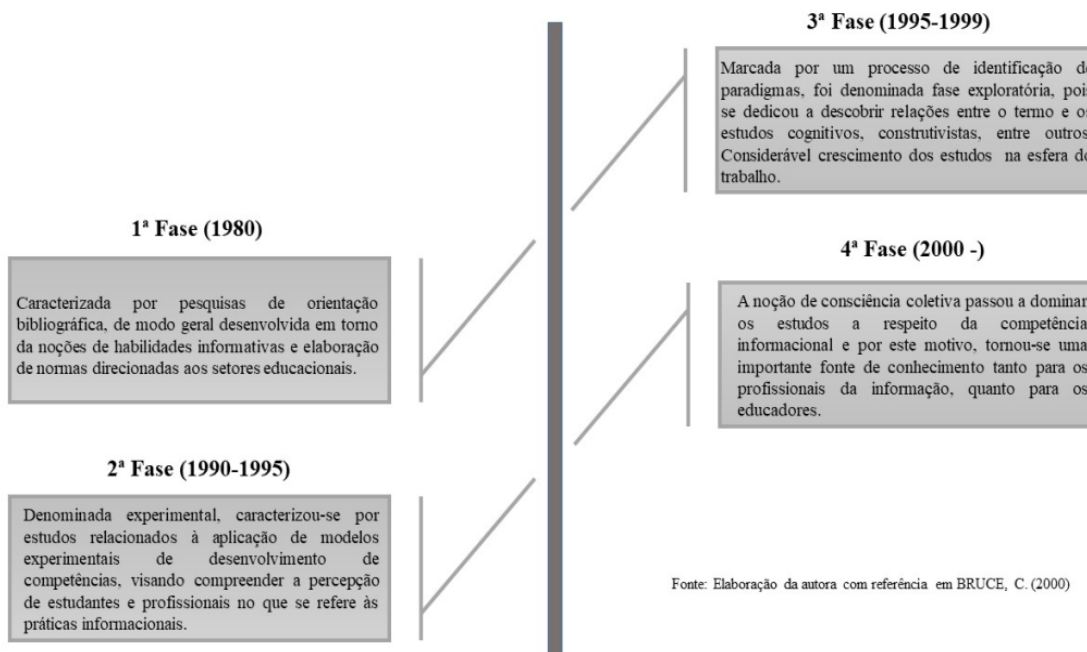 1ª Fase (1980)
Caracterizada por pesquisas de orientação
bibliográfica, de modo geral desenvolvida em torno
da noções de habilidades informativas e elaboração
de normas direcionadas aos setores educacionais.
2ª Fase (1990-1995)
Denominada experimental, caracterizou-se por
estudos relacionados à aplicação de modelos
experimentais de desenvolvimento de
competências, visando compreender a percepção
de estudantes e profissionais no que se refere às
práticas informacionais.
3ª Fase (1995-1999)
Marcada por um processo de identificação de
paradigmas, foi denominada fase exploratória, pois
se dedicou a descobrir relações entre o termo e os
estudos cognitivos, construtivistas, entre outros
Considerável crescimento dos estudos na esfera do
trabalho.
4ª Fase (2000 -)
A noção de consciência coletiva passou a dominar
os estudos a respeito da competência
informacional e por este motivo, tornou-se uma
importante fonte de conhecimento tanto para os
profissionais da informação, quanto para os
educadores.
Fonte: Elaboração da autora com referência em BRUCE, C. (2000)